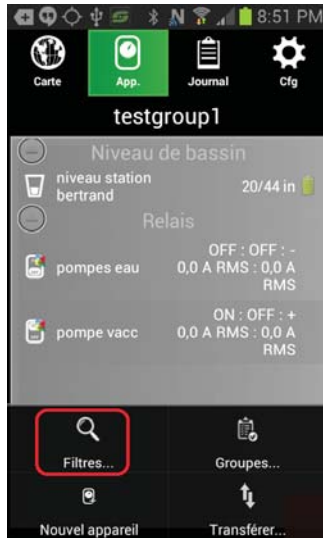 8:51 PM
Carte App. Journal Cfg
testgroup1
Niveau de bassin
niveau station
bertrand
20/44 in
Relais
pompes eau
OFF : OFF : -
0,0 A RMS : 0,0 A
RMS
pompe vacc
ON : OFF : +
0,0 A RMS : 0,0 A
RMS
Filtres... Groupes...
Nouvel appareil Transférer...